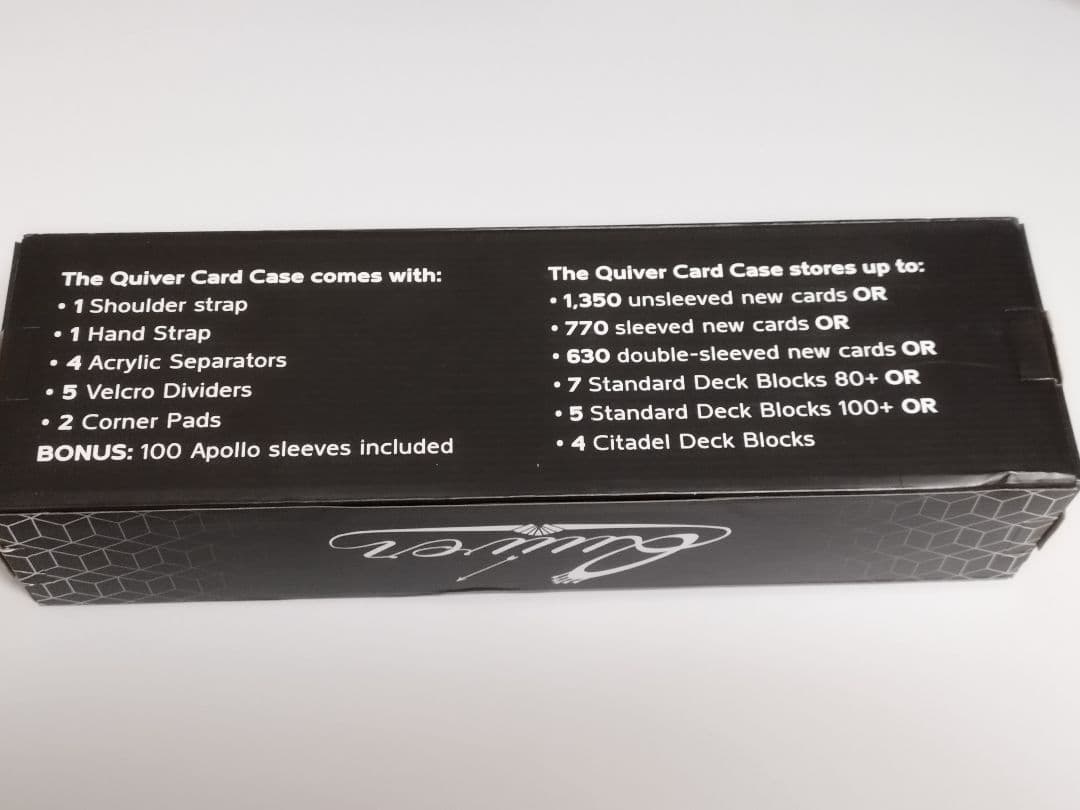 The Quiver Card Case comes with:
• 1 Shoulder strap
• 1 Hand Strap
• 4 Acrylic Separators
• 5 Velcro Dividers
• 2 Corner Pads
BONUS: 100 Apollo sleeves included
The Quiver Card Case stores up to:
• 1,350 unsleeved new cards OR
• 770 sleeved new cards OR
• 630 double-sleeved new cards OR
• 7 Standard Deck Blocks 80+ OR
• 5 Standard Deck Blocks 100+ OR
• 4 Citadel Deck Blocks
Quiver